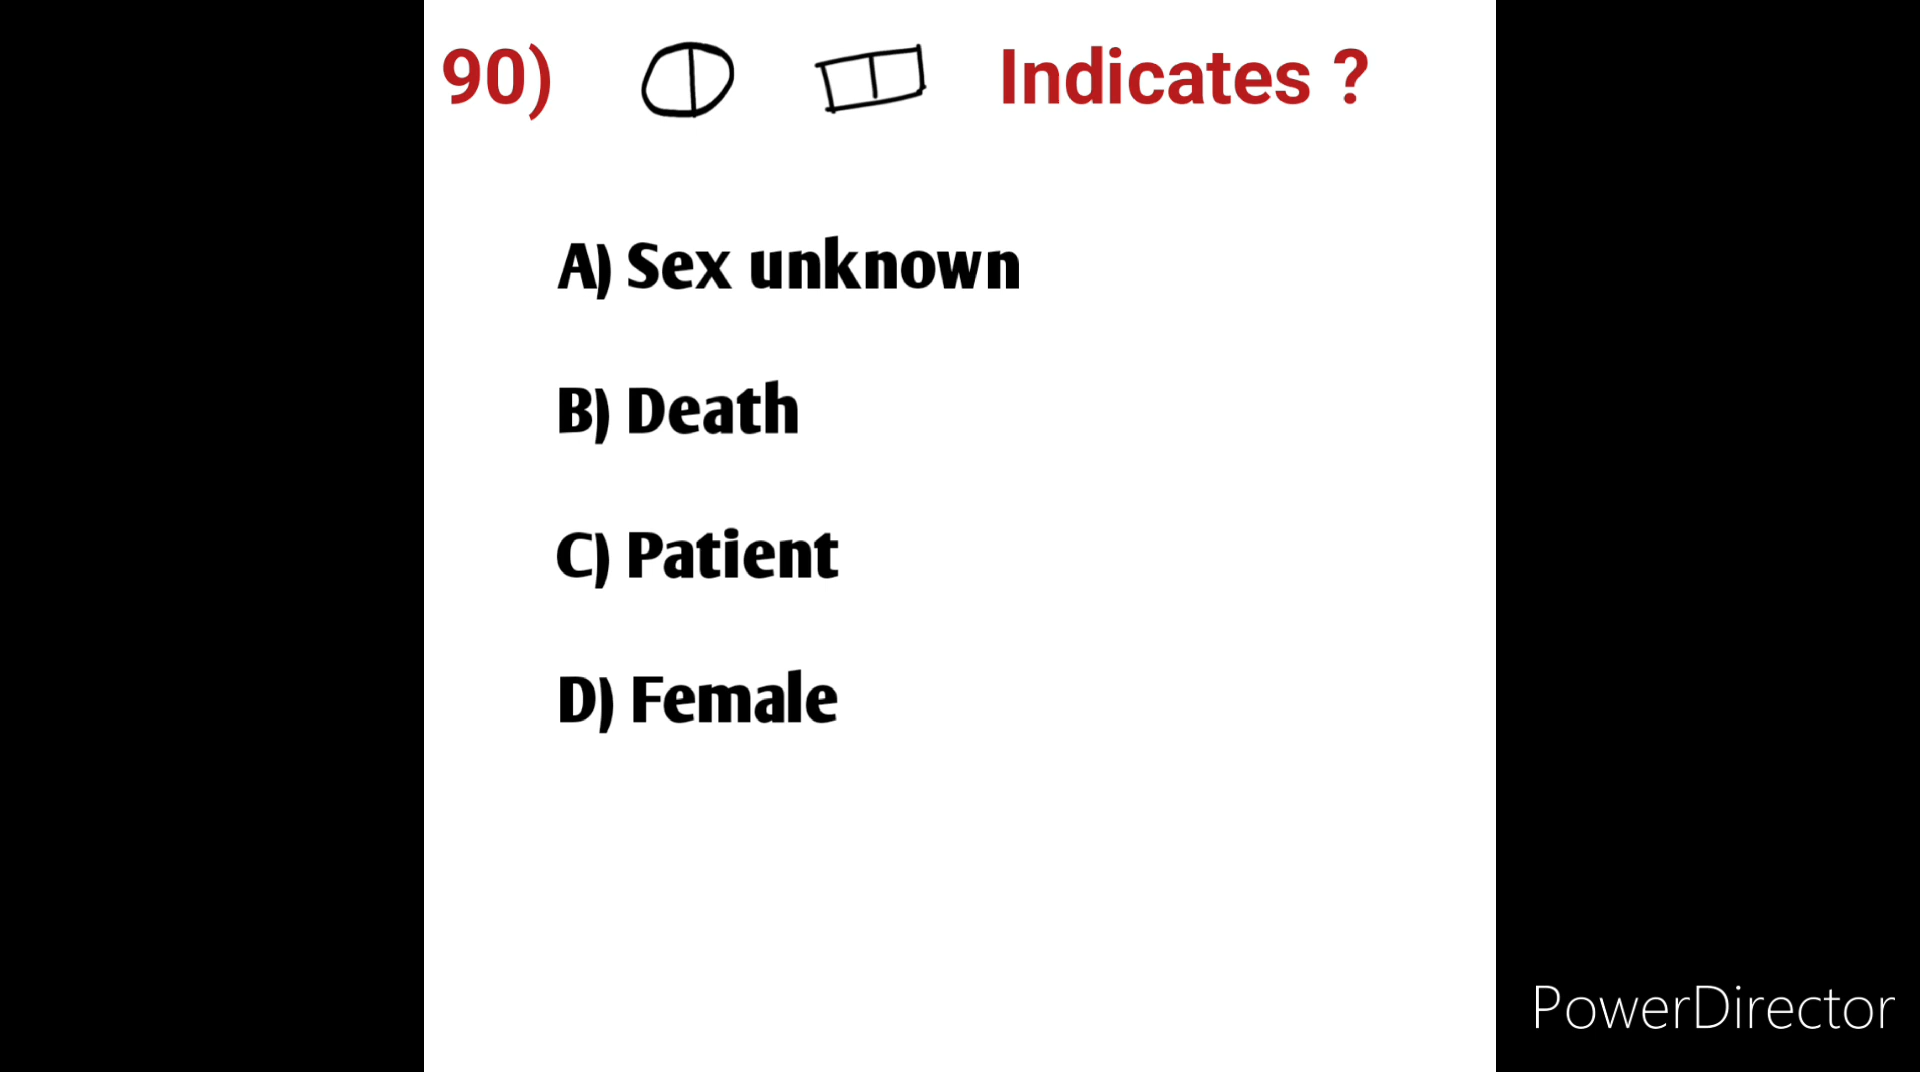 90) Indicates ?
A) Sex unknown
B) Death
C) Patient
D) Female
PowerDirector